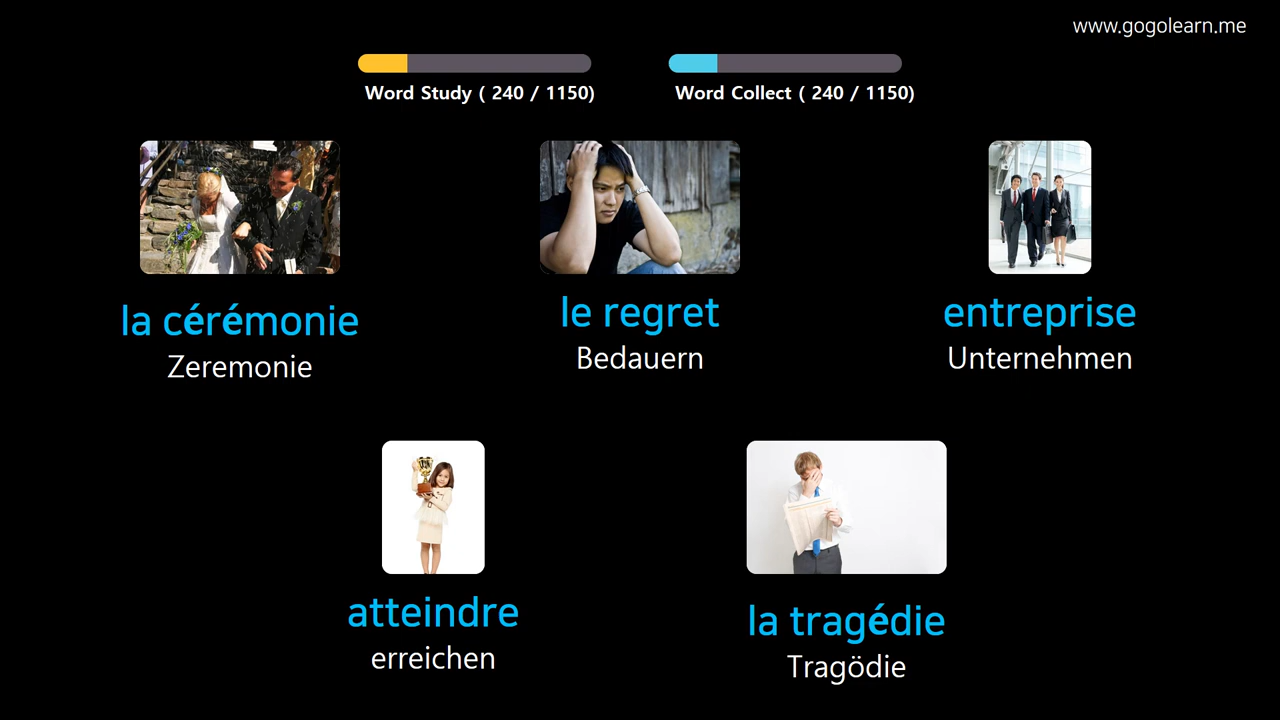 www.gogolearn.me
Word Study ( 240 / 1150)
Word Collect ( 240 / 1150)
la cérémonie
Zeremonie
le regret
Bedauern
entreprise
Unternehmen
atteindre
erreichen
la tragédie
Tragödie